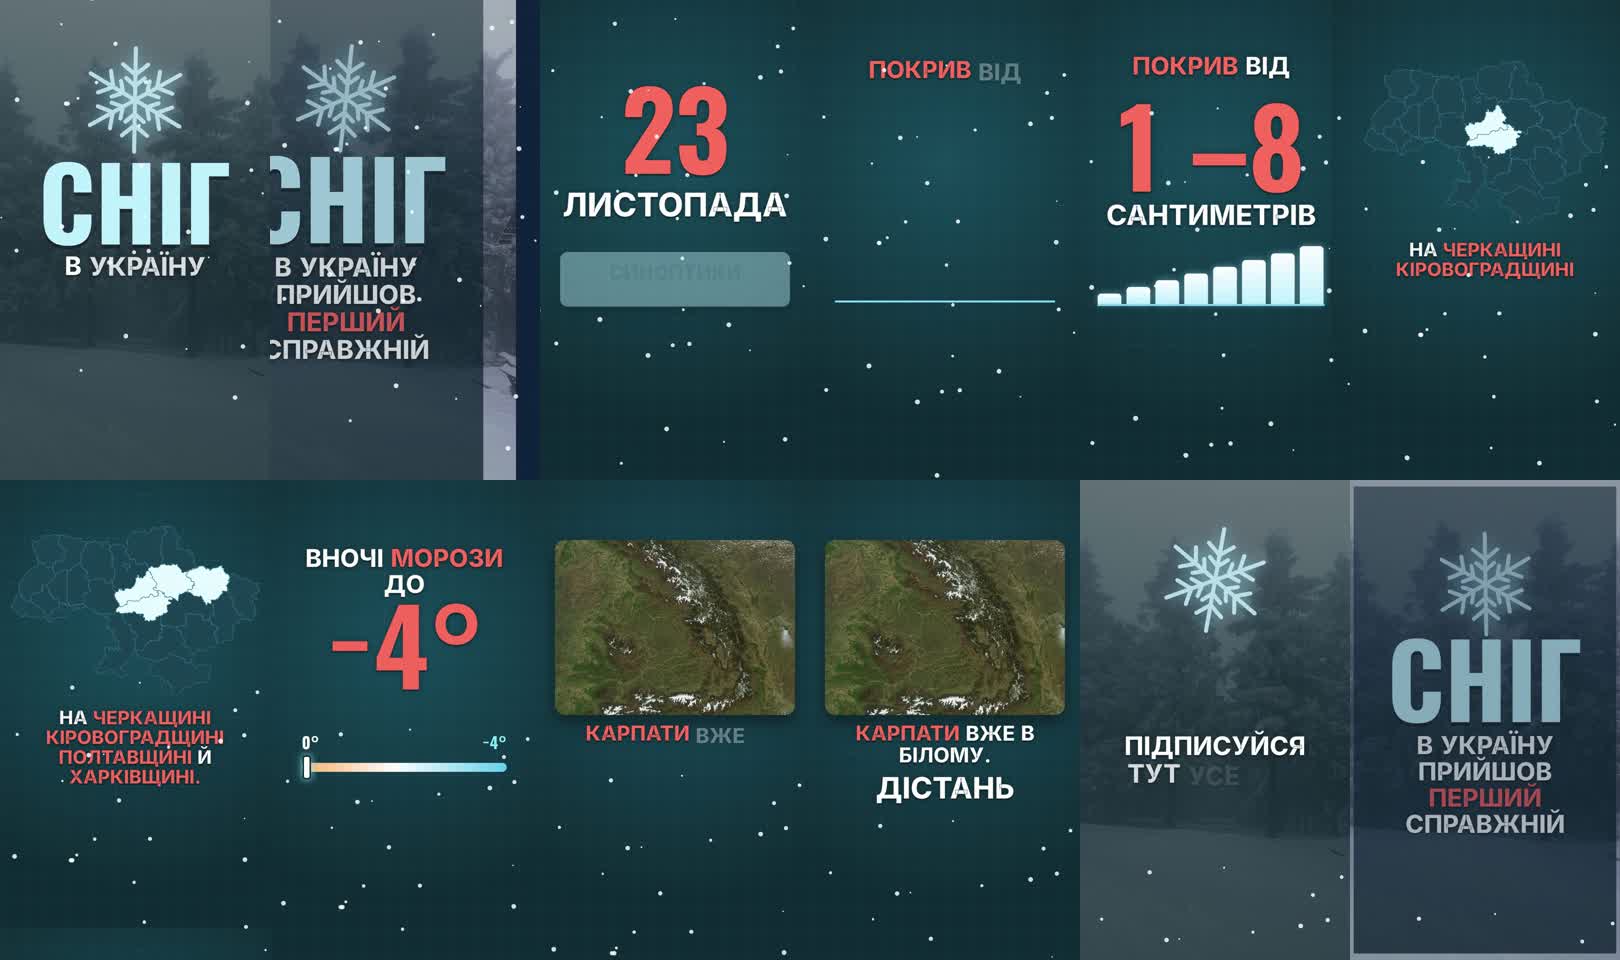 СНІГ
В УКРАЇНУ
СНІГ
В УКРАЇНУ
ПРИЙШОВ
ПЕРШИЙ
СПРАВЖНІЙ
23
ЛИСТОПАДА
СИНОПТИКИ
ПОКРИВ ВІД
ПОКРИВ ВІД
1–8
САНТИМЕТРІВ
НА ЧЕРКАЩИНІ
КІРОВОГРАДЩИНІ
НА ЧЕРКАЩИНІ
КІРОВОГРАДЩИНІ
ПОЛТАВЩИНІ Й
ХАРКІВЩИНІ.
ВНОЧІ МОРОЗИ
ДО
-4°
0° -4°
КАРПАТИ ВЖЕ
КАРПАТИ ВЖЕ В
БІЛОМУ.
ДІСТАНЬ
ПІДПИСУЙСЯ
ТУТ УСЕ
СНІГ
В УКРАЇНУ
ПРИЙШОВ
ПЕРШИЙ
СПРАВЖНІЙ